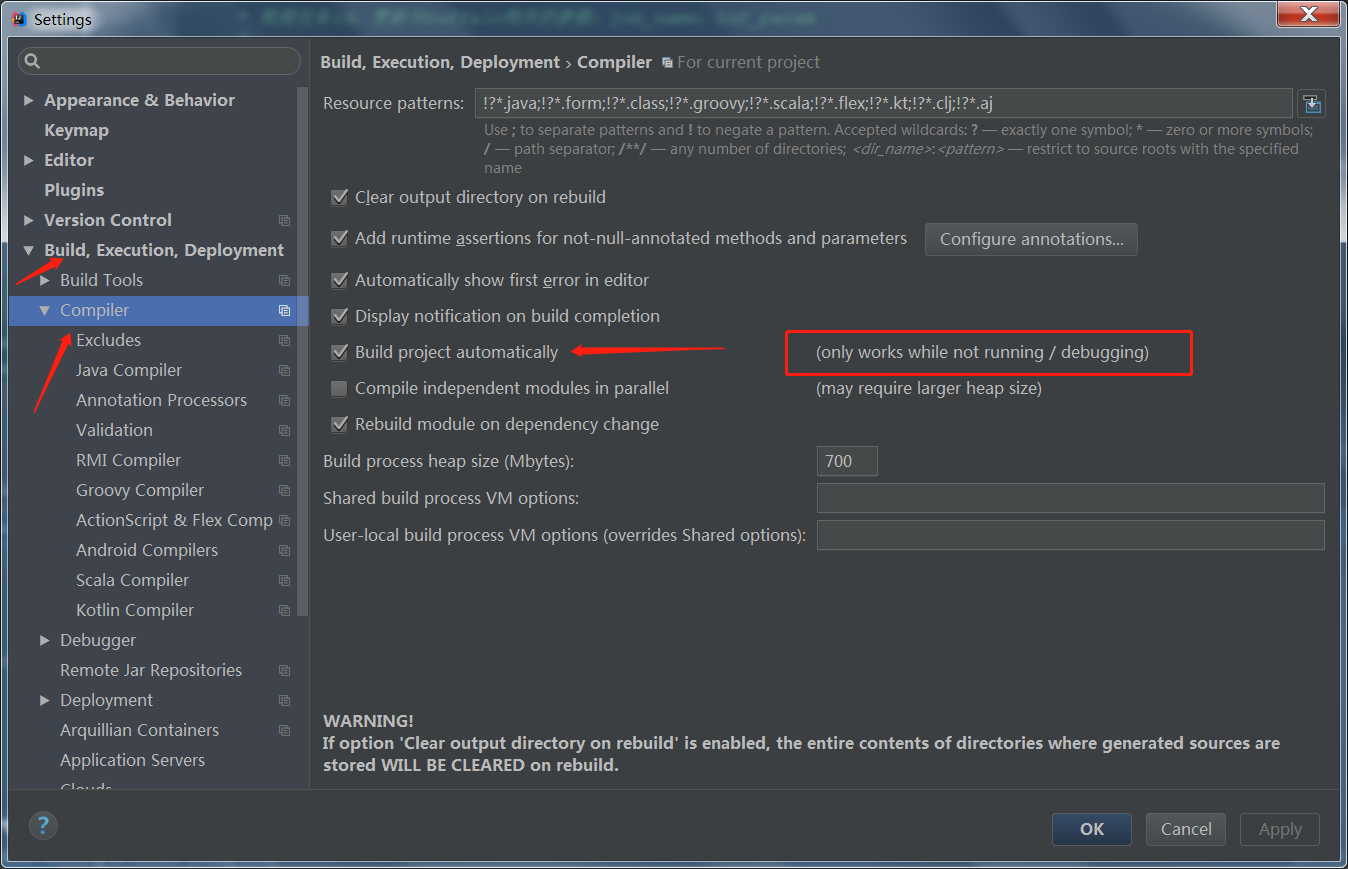 Settings
Appearance & Behavior
Keymap
Editor
Plugins
Version Control
Build, Execution, Deployment
Build Tools
Compiler
Excludes
Java Compiler
Annotation Processors
Validation
RMI Compiler
Groovy Compiler
ActionScript & Flex Comp
Android Compilers
Scala Compiler
Kotlin Compiler
Debugger
Remote Jar Repositories
Deployment
Arquillian Containers
Application Servers
Clouds
Build, Execution, Deployment › Compiler For current project
Resource patterns: !?*.java;!?*.form;!?*.class;!?*.groovy;!?*.scala;!?*.flex;!?*.kt;!?*.clj;!?*.aj
Use ; to separate patterns and ! to negate a pattern. Accepted wildcards: ? — exactly one symbol; * — zero or more symbols;
/ — path separator; /**/ — any number of directories; <dir_name>:<pattern> — restrict to source roots with the specified
name
Clear output directory on rebuild
Add runtime assertions for not-null-annotated methods and parameters Configure annotations...
Automatically show first error in editor
Display notification on build completion
Build project automatically (only works while not running / debugging)
Compile independent modules in parallel (may require larger heap size)
Rebuild module on dependency change
Build process heap size (Mbytes): 700
Shared build process VM options:
User-local build process VM options (overrides Shared options):
WARNING!
If option 'Clear output directory on rebuild' is enabled, the entire contents of directories where generated sources are
stored WILL BE CLEARED on rebuild.
?
OK Cancel Apply